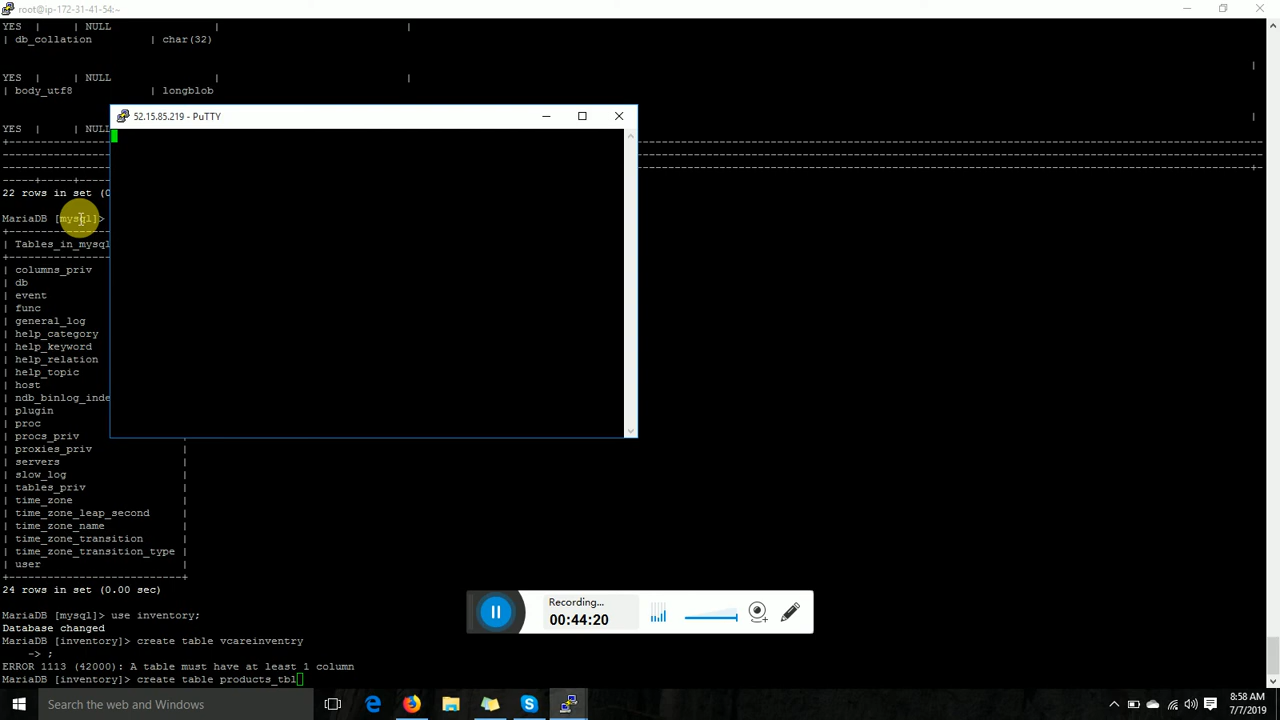 root@ip-172-31-41-54:~
YES | | NULL | |
| db_collation | char(32)
|
YES | | NULL | |
| body_utf8 | longblob
|
YES | | NULL
52.15.85.219 - PuTTY
22 rows in set (0
MariaDB [mysql]>
| Tables_in_mysql
| columns_priv
| db
| event
| func
| general_log
| help_category
| help_keyword
| help_relation
| help_topic
| host
| ndb_binlog_inde
| plugin
| proc
| procs_priv
| proxies_priv |
| servers |
| slow_log |
| tables_priv |
| time_zone |
| time_zone_leap_second |
| time_zone_name |
| time_zone_transition |
| time_zone_transition_type |
| user |
+---------------------------+
24 rows in set (0.00 sec)
MariaDB [mysql]> use inventory;
Database changed
MariaDB [inventory]> create table vcareinventry
-> ;
ERROR 1113 (42000): A table must have at least 1 column
MariaDB [inventory]> create table products_tbl
Recording...
00:44:20
Search the web and Windows
8:58 AM
7/7/2019